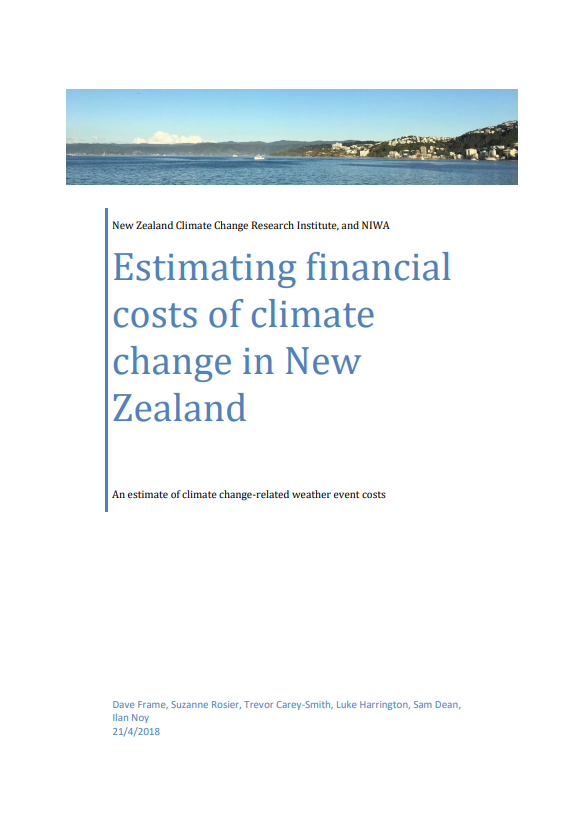 New Zealand Climate Change Research Institute, and NIWA
Estimating financial
costs of climate
change in New
Zealand
An estimate of climate change-related weather event costs
Dave Frame, Suzanne Rosier, Trevor Carey-Smith, Luke Harrington, Sam Dean,
Ilan Noy
21/4/2018